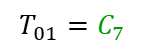 T₀₁ = C₇